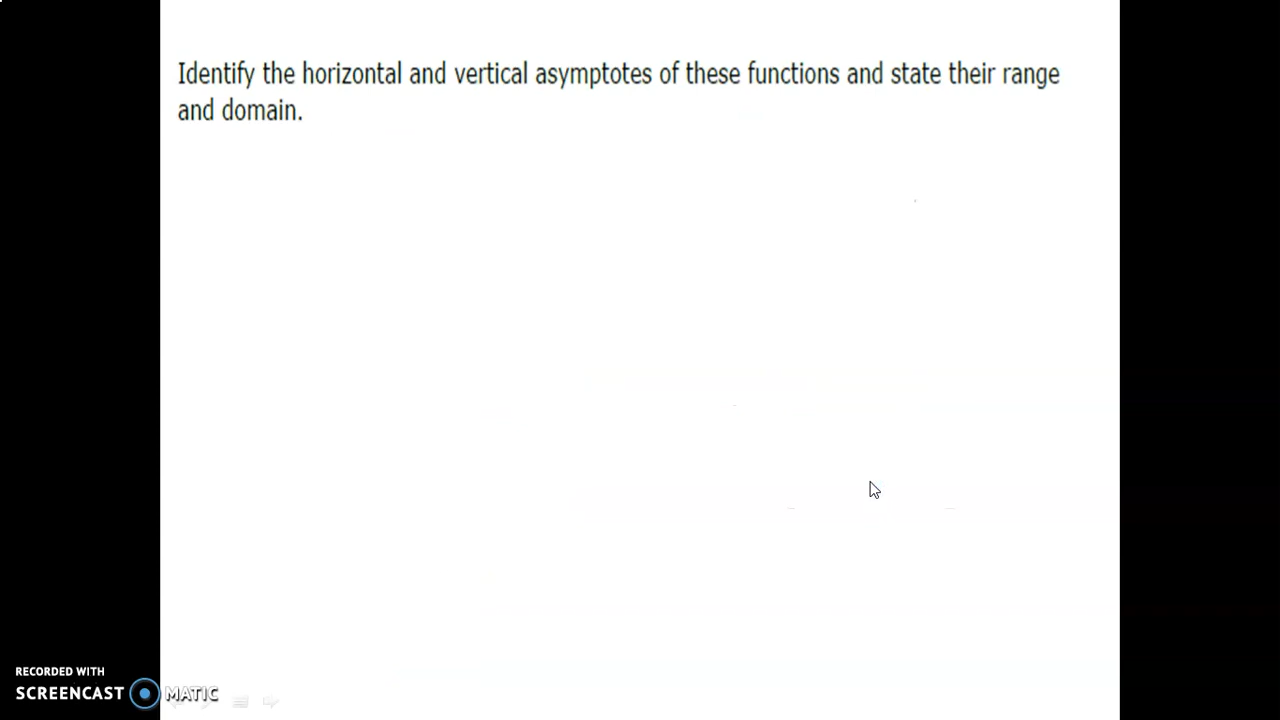 Identify the horizontal and vertical asymptotes of these functions and state their range
and domain.
RECORDED WITH
SCREENCAST MATIC